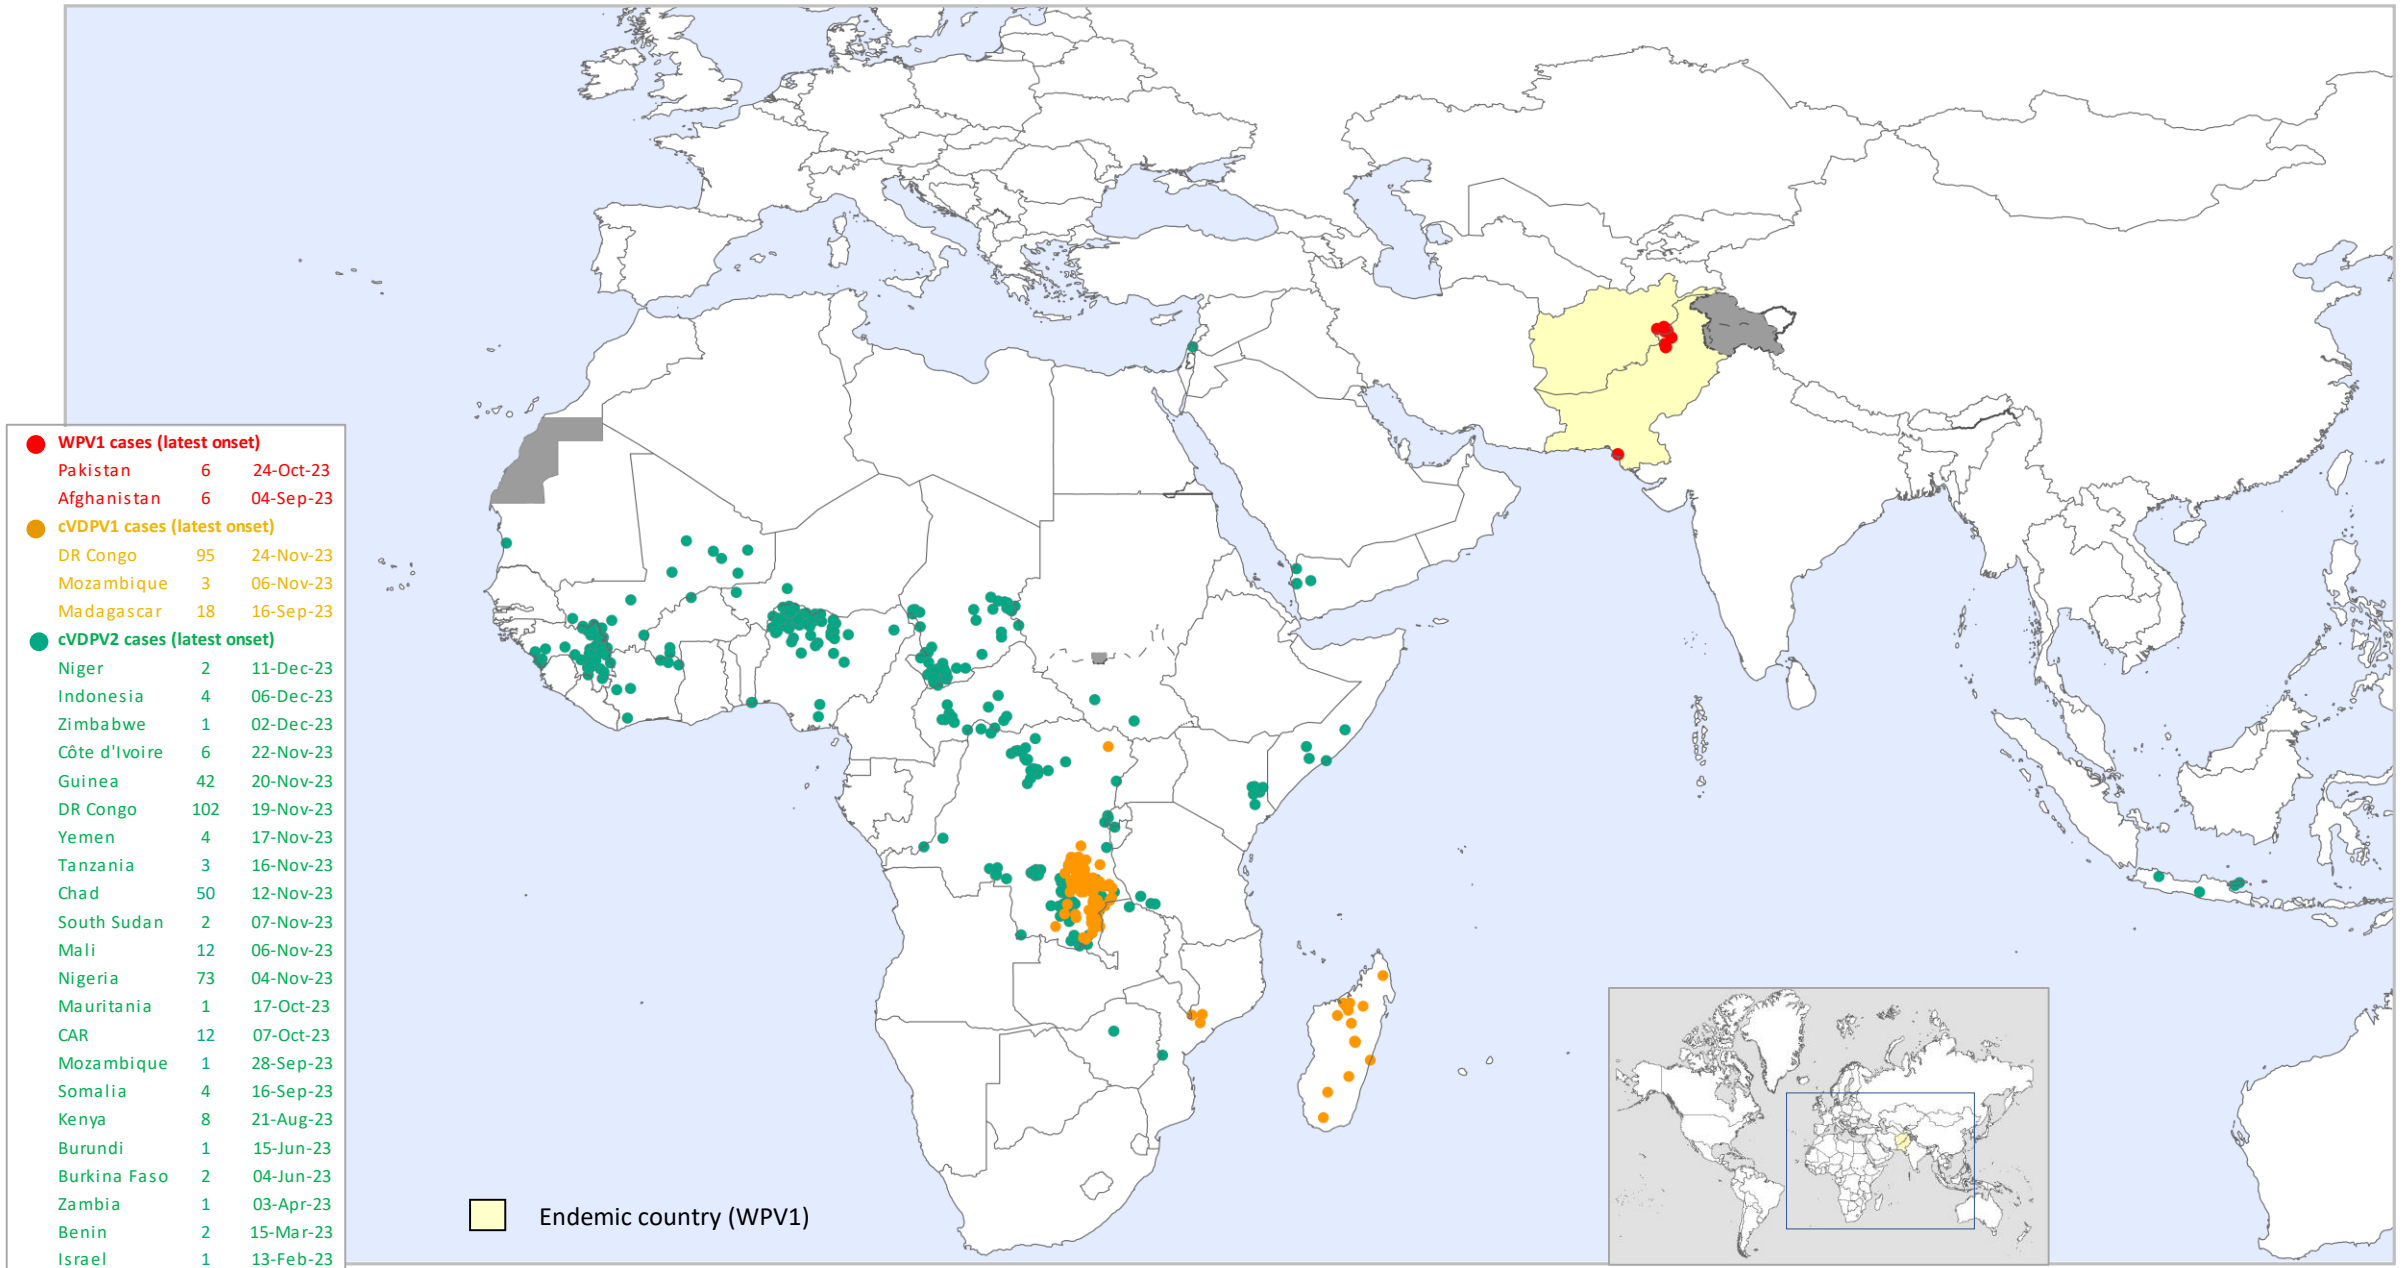 WPV1 cases (latest onset)
Pakistan 6 24-Oct-23
Afghanistan 6 04-Sep-23
cVDPV1 cases (latest onset)
DR Congo 95 24-Nov-23
Mozambique 3 06-Nov-23
Madagascar 18 16-Sep-23
cVDPV2 cases (latest onset)
Niger 2 11-Dec-23
Indonesia 4 06-Dec-23
Zimbabwe 1 02-Dec-23
Côte d'Ivoire 6 22-Nov-23
Guinea 42 20-Nov-23
DR Congo 102 19-Nov-23
Yemen 4 17-Nov-23
Tanzania 3 16-Nov-23
Chad 50 12-Nov-23
South Sudan 2 07-Nov-23
Mali 12 06-Nov-23
Nigeria 73 04-Nov-23
Mauritania 1 17-Oct-23
CAR 12 07-Oct-23
Mozambique 1 28-Sep-23
Somalia 4 16-Sep-23
Kenya 8 21-Aug-23
Burundi 1 15-Jun-23
Burkina Faso 2 04-Jun-23
Zambia 1 03-Apr-23
Benin 2 15-Mar-23
Israel 1 13-Feb-23
Endemic country (WPV1)